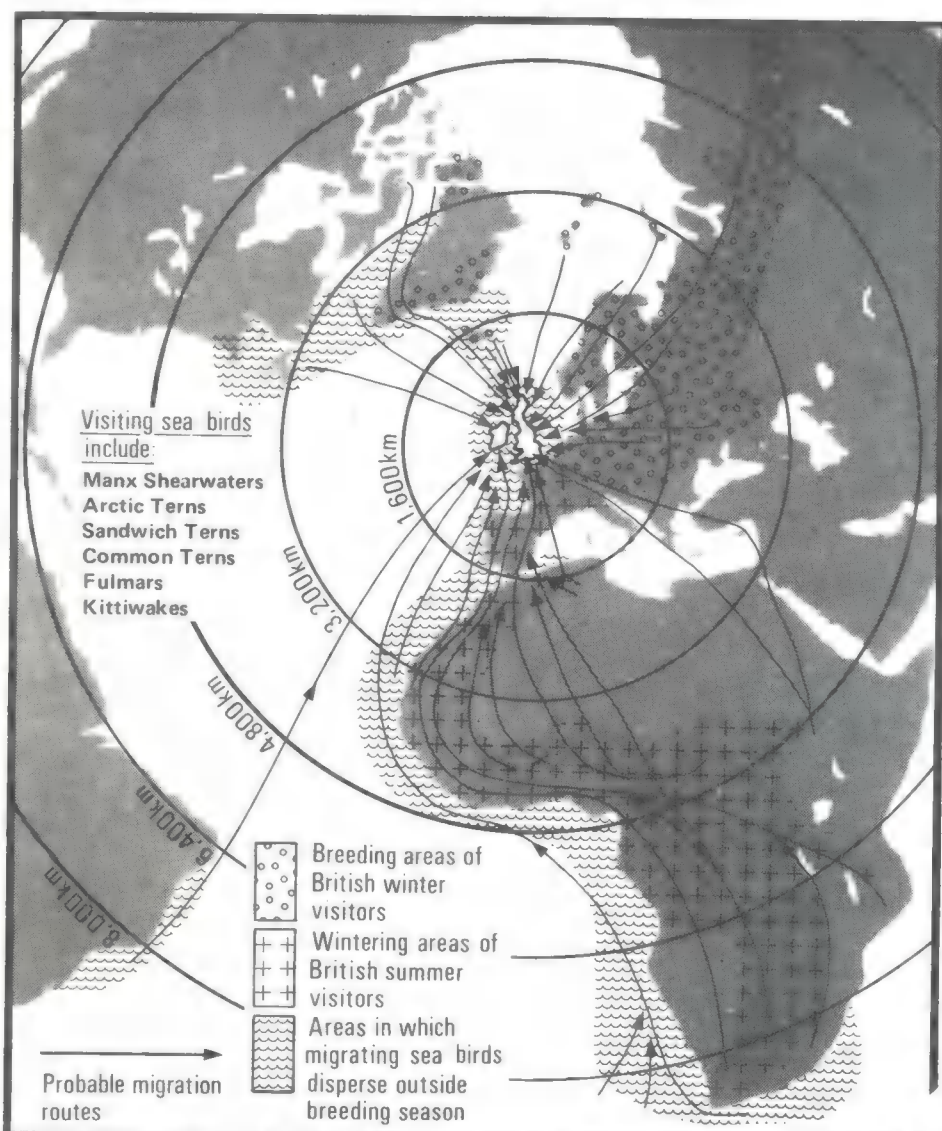 Visiting sea birds
include:
Manx Shearwaters
Arctic Terns
Sandwich Terns
Common Terns
Fulmars
Kittiwakes
1.600km
3.200km
4.800km
6.400km
8.000km
Breeding areas of
British winter
visitors
Wintering areas of
British summer
visitors
Areas in which
migrating sea birds
disperse outside
breeding season
Probable migration
routes